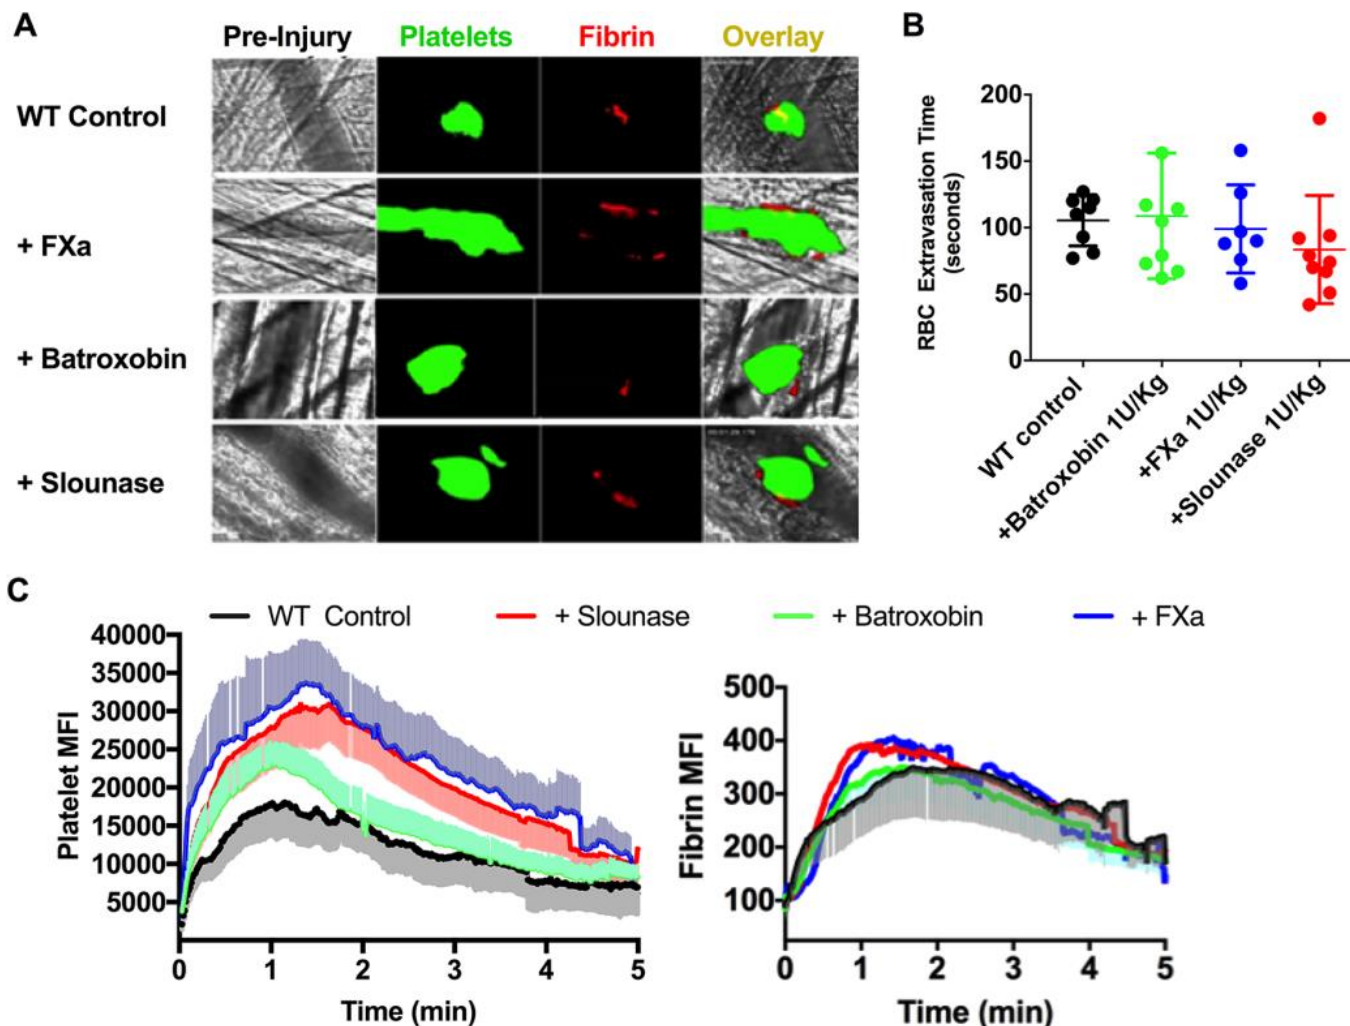 A
Pre-Injury Platelets Fibrin Overlay
WT Control
+ FXa
+ Batroxobin
+ Slounase
B
RBC Extravasation Time
(seconds)
200
150
100
50
0
WT control
+Batroxobin 1U/Kg
+FXa 1U/Kg
+Slounase 1U/Kg
C
WT Control + Slounase + Batroxobin + FXa
Platelet MFI
40000
35000
30000
25000
20000
15000
10000
5000
0 1 2 3 4 5
Time (min)
Fibrin MFI
500
400
300
200
100
0 1 2 3 4 5
Time (min)